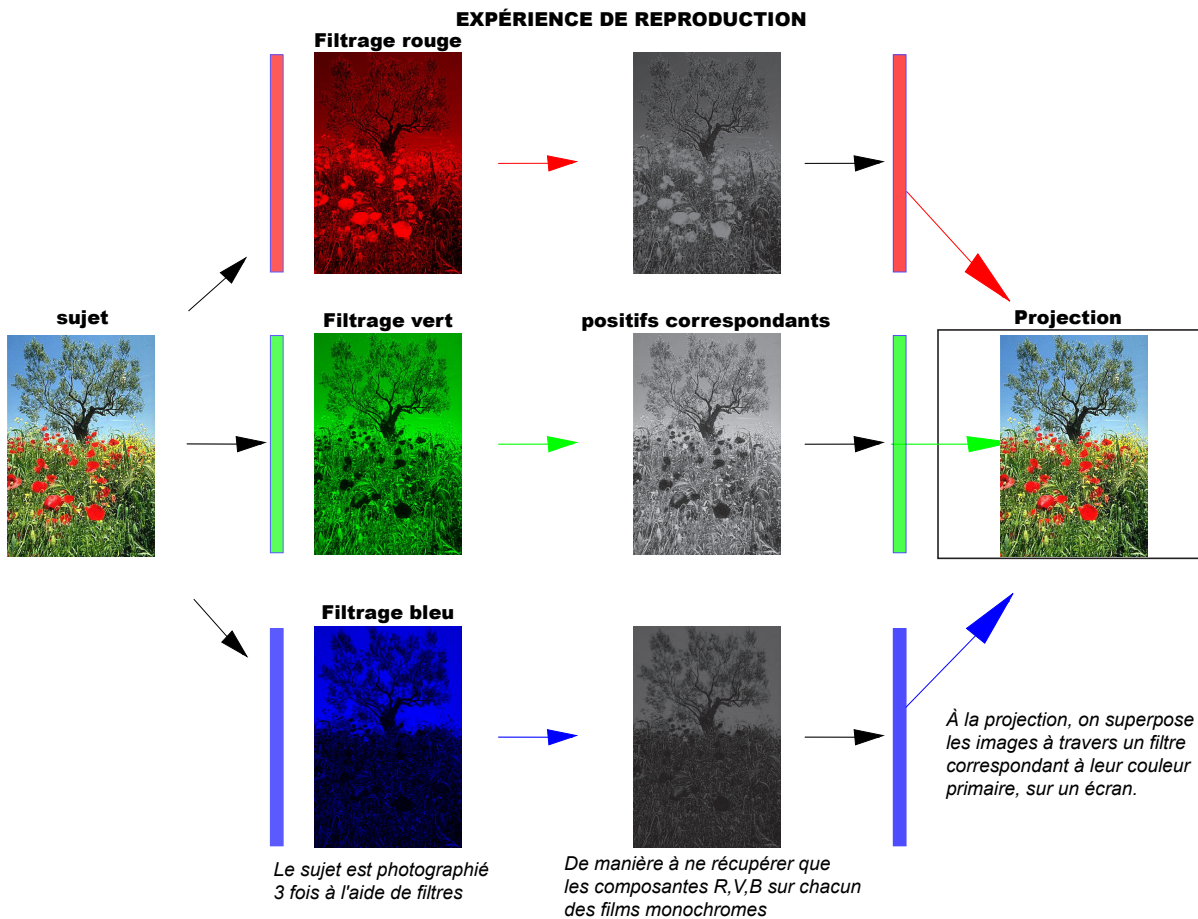 EXPÉRIENCE DE REPRODUCTION
Filtrage rouge
sujet
Filtrage vert
positifs correspondants
Projection
Filtrage bleu
À la projection, on superpose
les images à travers un filtre
correspondant à leur couleur
primaire, sur un écran.
Le sujet est photographié
3 fois à l'aide de filtres
De manière à ne récupérer que
les composantes R,V,B sur chacun
des films monochromes